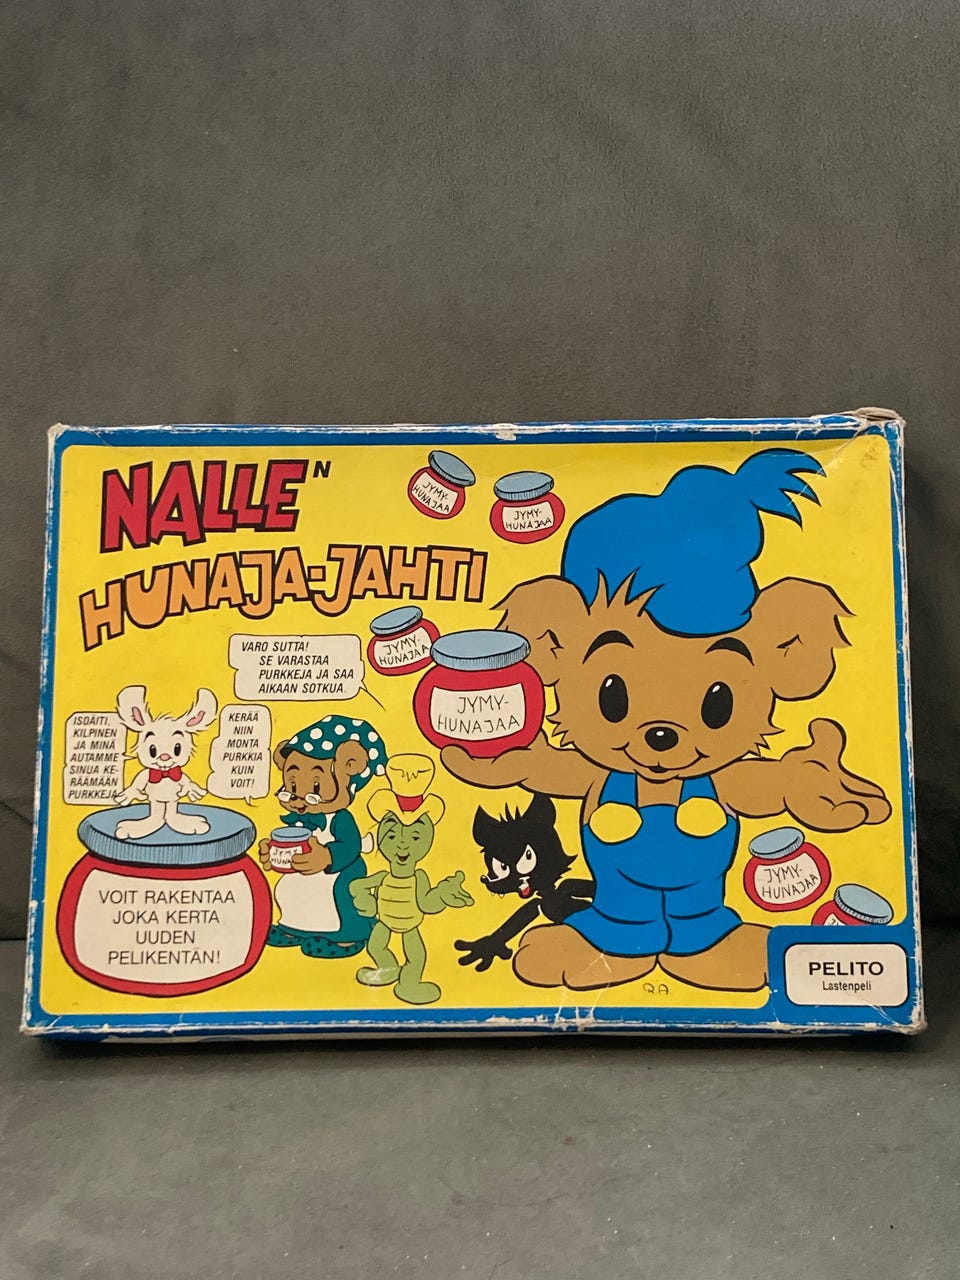 NALLEN
HUNAJA-JAHTI
JYMY-
HUNAJAA
JYMY-
HUNAJAA
JYMY-
HUNAJAA
JYMY-
HUNAJAA
VARO SUTTA!
SE VARASTAA
PURKKEJA JA SAA
AIKAAN SOTKUA.
ISOÄITI,
KILPINEN
JA MINÄ
AUTAMME
SINUA KE-
RÄÄMÄÄN
PURKKEJA
KERÄÄ
NIIN
MONTA
PURKKIA
KUIN
VOIT!
JYMY
HUNA
VOIT RAKENTAA
JOKA KERTA
UUDEN
PELIKENTÄN!
JYMY-
HUNAJAA
JYMY-
HUNAJAA
PELITO
Lastenpeli
R.A.